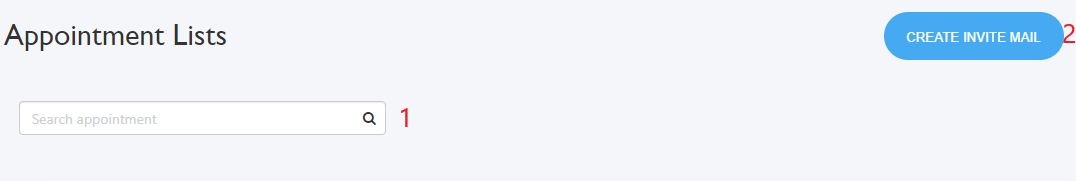 Appointment Lists
CREATE INVITE MAIL 2
Search appointment 1